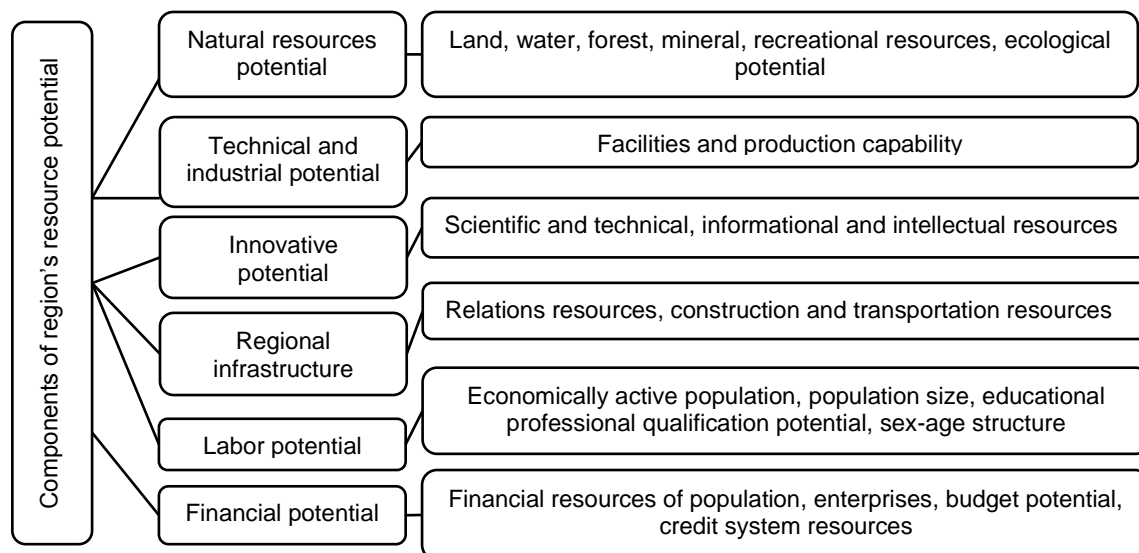 Components of region’s resource potential
Natural resources
potential
Land, water, forest, mineral, recreational resources, ecological
potential
Technical and
industrial potential
Facilities and production capability
Innovative
potential
Scientific and technical, informational and intellectual resources
Regional
infrastructure
Relations resources, construction and transportation resources
Labor potential
Economically active population, population size, educational
professional qualification potential, sex-age structure
Financial potential
Financial resources of population, enterprises, budget potential,
credit system resources